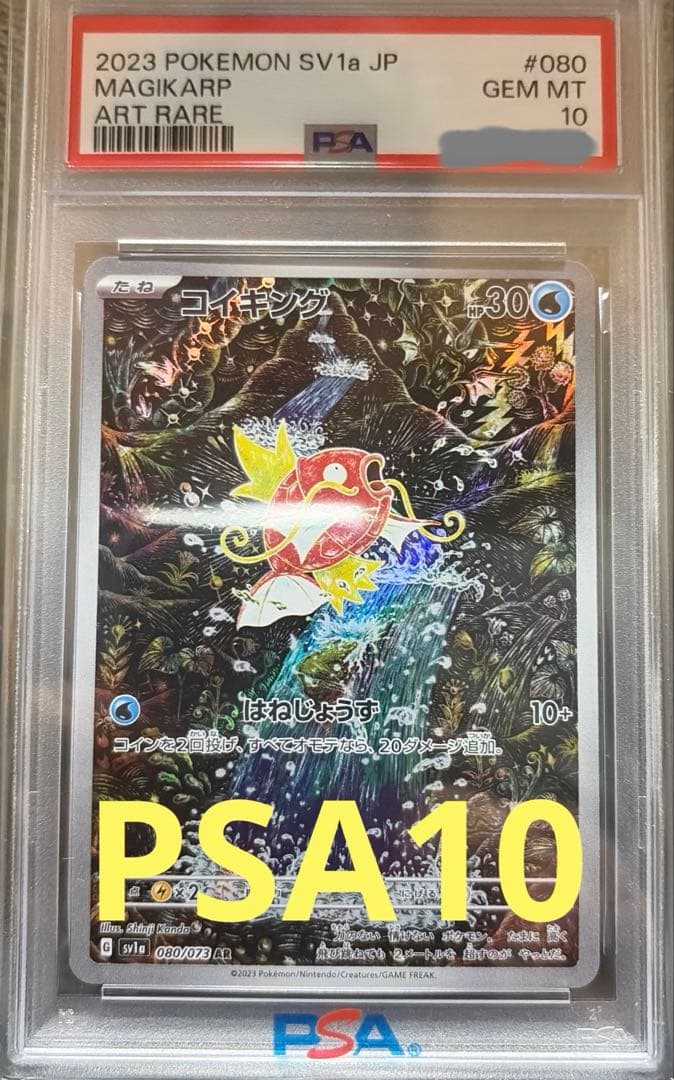 2023 POKEMON SV1a JP #080
MAGIKARP GEM MT
ART RARE 10
PSA
たね
コイキング HP30
はねじょうず 10+
コインを2回投げ、すべてオモテなら、20ダメージ追加。
PSA10
点 ×2 にげる
Illus. Shinji Kanda
力のない 情けない ポケモン。たまに 高く
G sv1a 080/073 AR 飛び跳ねても 2メートルを 超すのが やっとだ。
©2023 Pokémon/Nintendo/Creatures/GAME FREAK.
PSA®